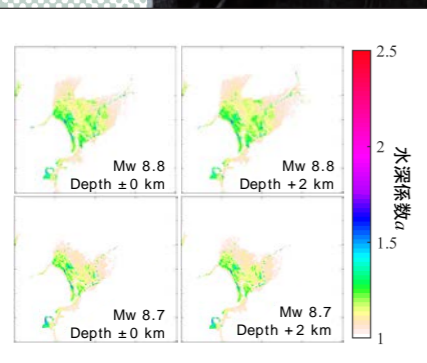 Mw 8.8
Depth ±0 km
Mw 8.8
Depth +2 km
Mw 8.7
Depth ±0 km
Mw 8.7
Depth +2 km
2.5
2
1.5
1
水深係数a